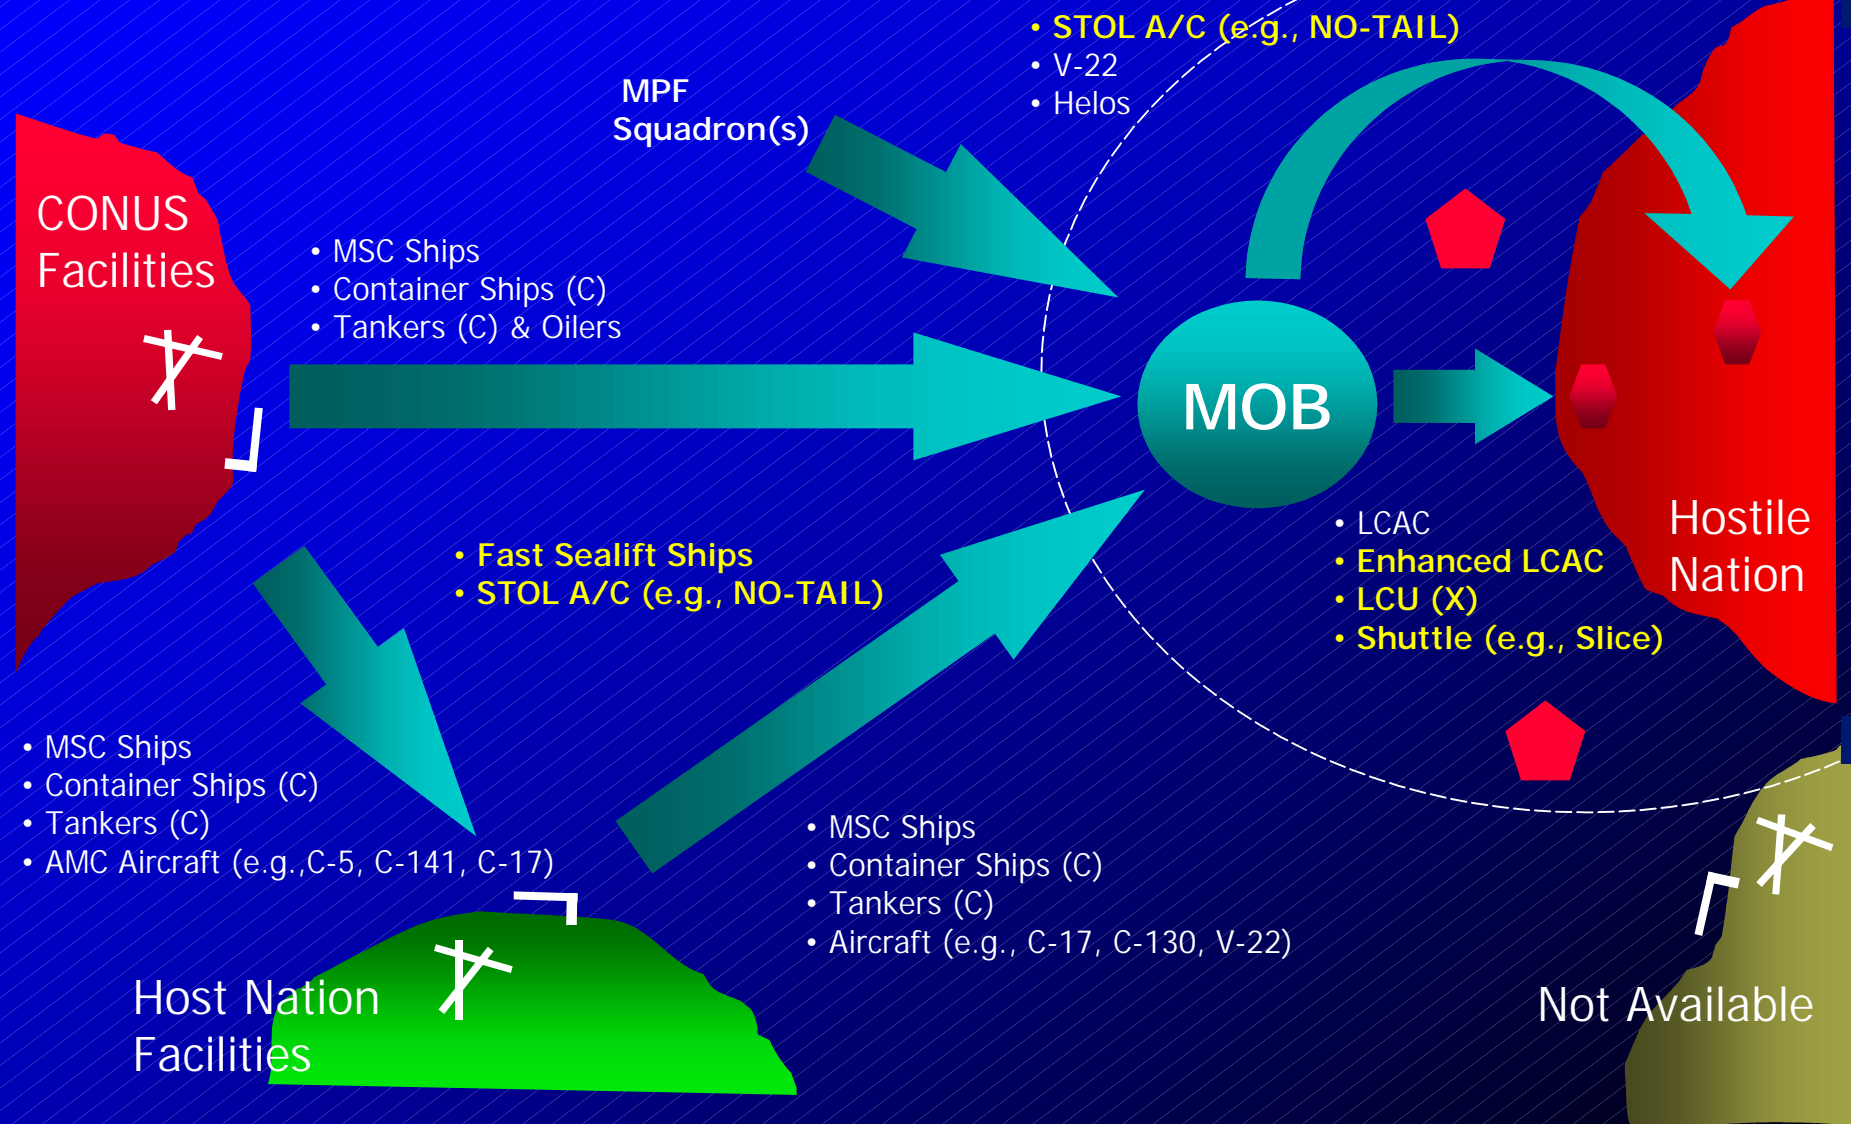 • STOL A/C (e.g., NO-TAIL)
• V-22
• Helos
MPF
Squadron(s)
CONUS
Facilities
• MSC Ships
• Container Ships (C)
• Tankers (C) & Oilers
MOB
• Fast Sealift Ships
• STOL A/C (e.g., NO-TAIL)
• LCAC
• Enhanced LCAC
• LCU (X)
• Shuttle (e.g., Slice)
Hostile
Nation
• MSC Ships
• Container Ships (C)
• Tankers (C)
• AMC Aircraft (e.g.,C-5, C-141, C-17)
• MSC Ships
• Container Ships (C)
• Tankers (C)
• Aircraft (e.g., C-17, C-130, V-22)
Host Nation
Facilities
Not Available